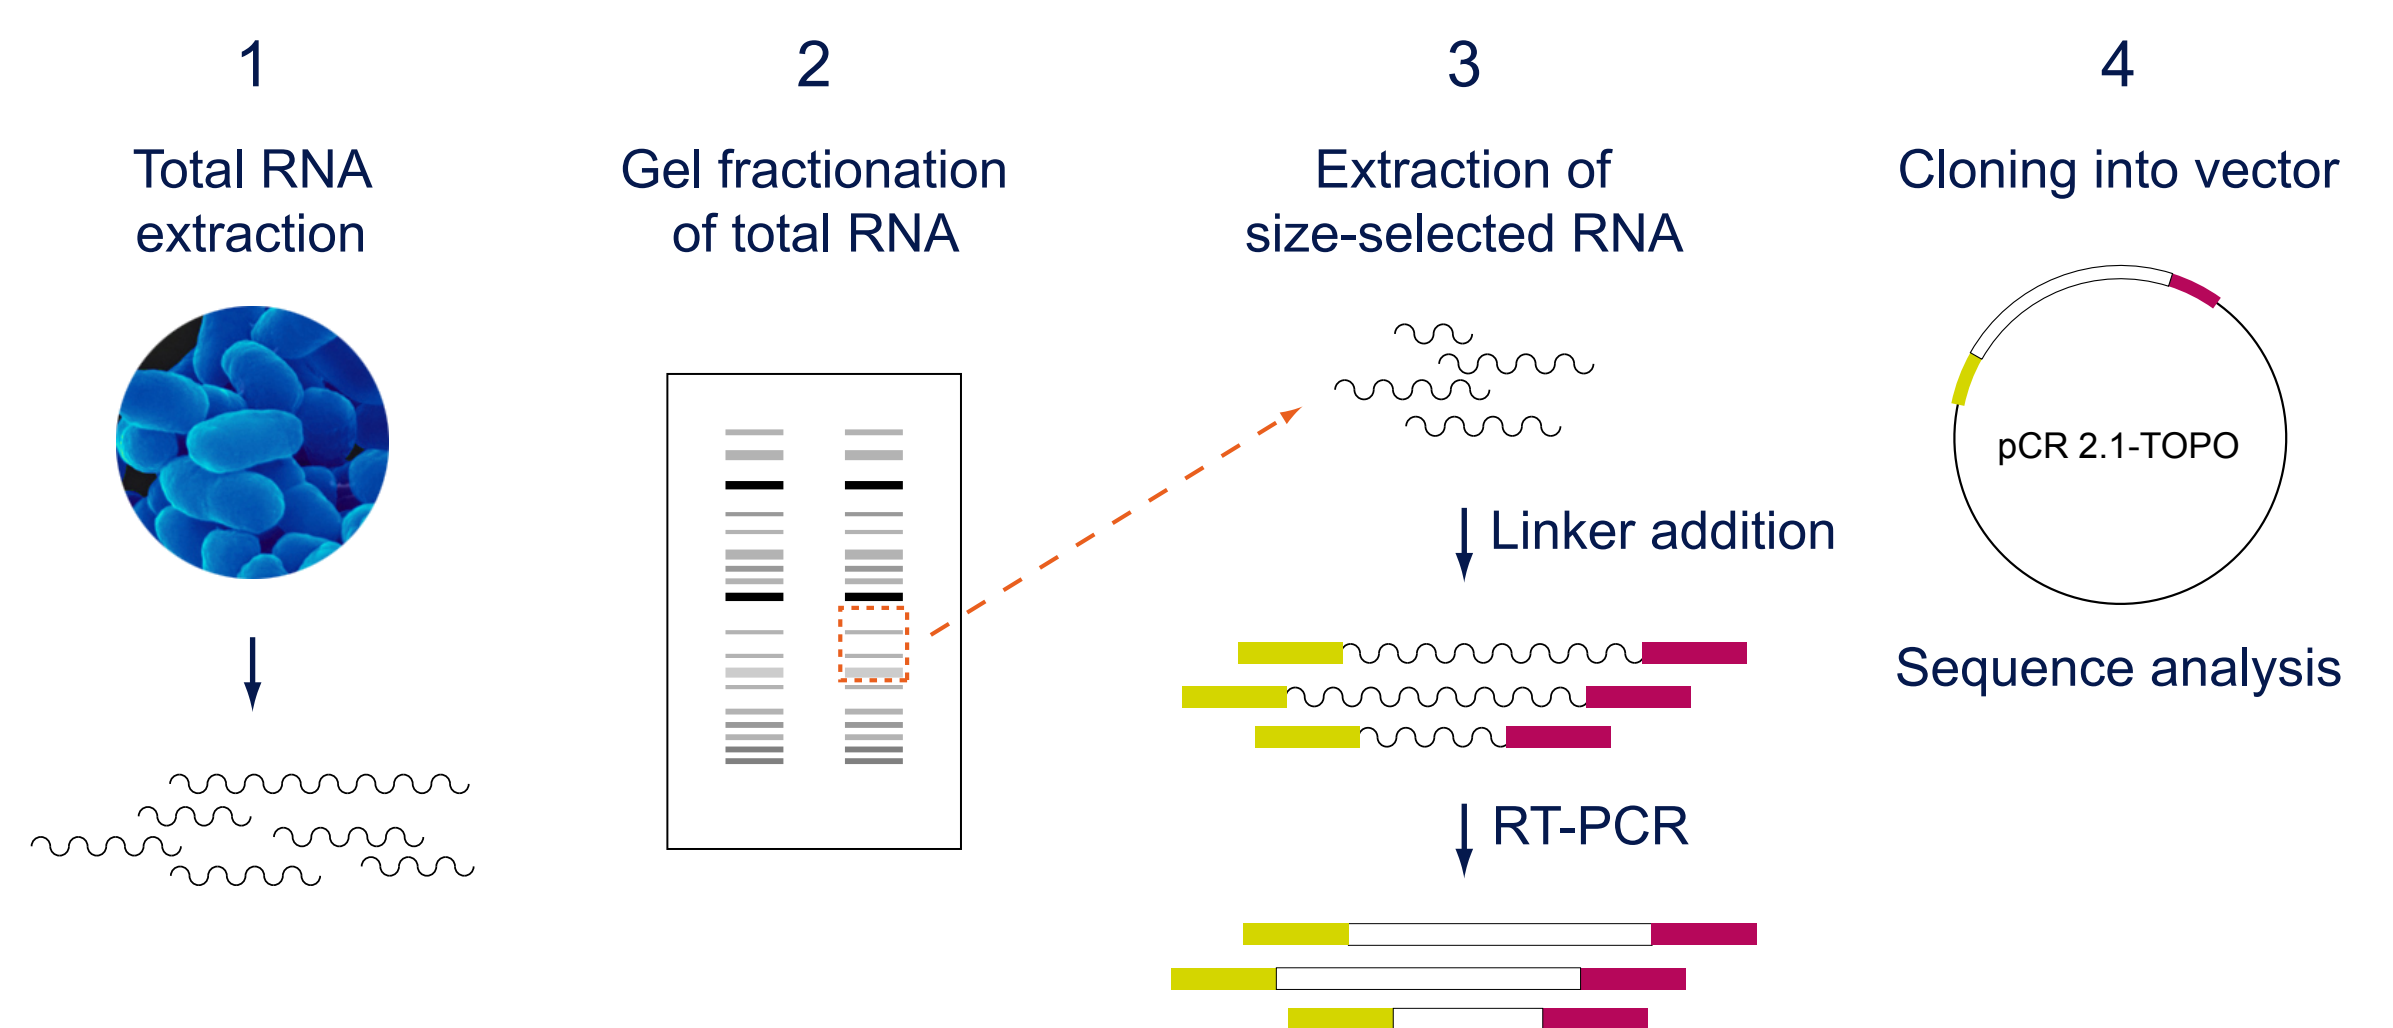 1
Total RNA
extraction
2
Gel fractionation
of total RNA
3
Extraction of
size-selected RNA
Linker addition
RT-PCR
4
Cloning into vector
pCR 2.1-TOPO
Sequence analysis